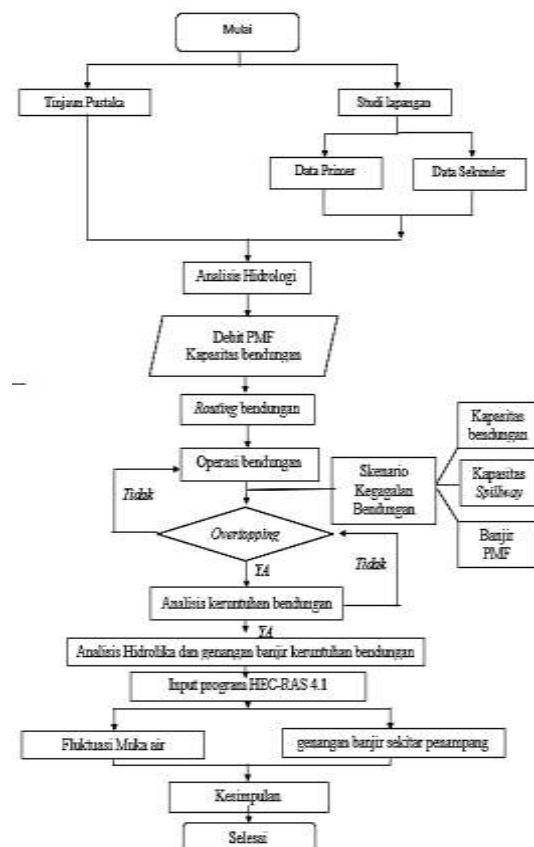 Mulai
Tinjaun Pustaka
Studi lapangan
Data Primer
Data Sekunder
Analisis Hidrologi
Debit PMF
Kapasitas bendungan
Routing bendungan
Operasi bendungan
Skenario
Kegagalan
Bendungan
Kapasitas
bendungan
Kapasitas
Spillway
Banjir
PMF
Tidak
Overtopping
Tidak
YA
Analisis keruntuhan bendungan
YA
Analisis Hidrolika dan genangan banjir keruntuhan bendungan
Input program HEC-RAS 4.1
Fluktuasi Muka air
genangan banjir sekitar penampang
Kesimpulan
Selesai